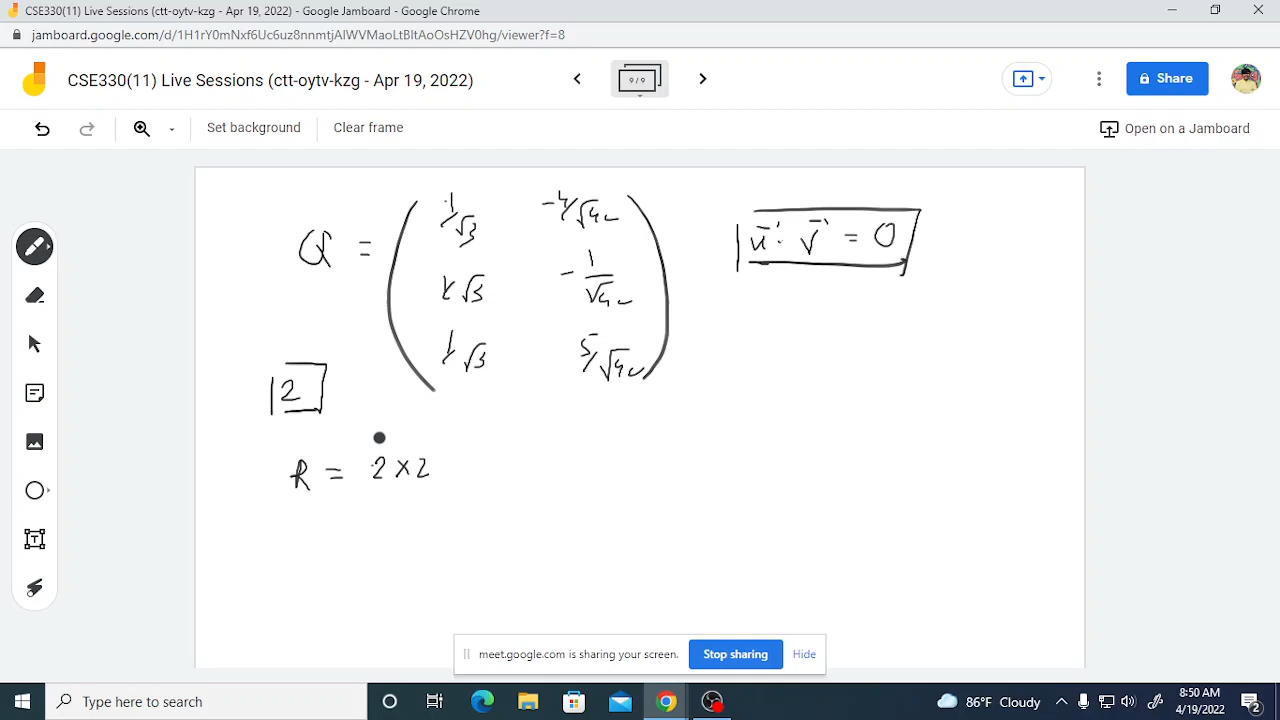 CSE330(11) Live Sessions (ctt-oytv-kzg - Apr 19, 2022) - Google Jamboard - Google Chrome
jamboard.google.com/d/1H1rY0mNxf6Uc6uz8nnmtjAIWVMaoLtBltAoOsHZV0hg/viewer?f=8
CSE330(11) Live Sessions (ctt-oytv-kzg - Apr 19, 2022)
9/9
Share
Set background
Clear frame
Open on a Jamboard
Q =
1/√3 -4/√42
1/√3 -1/√42
1/√3 5/√42
u⃗ · v⃗ = 0
2
R = 2×2
meet.google.com is sharing your screen.
Stop sharing
Hide
Type here to search
86°F Cloudy
8:50 AM
4/19/2022
2